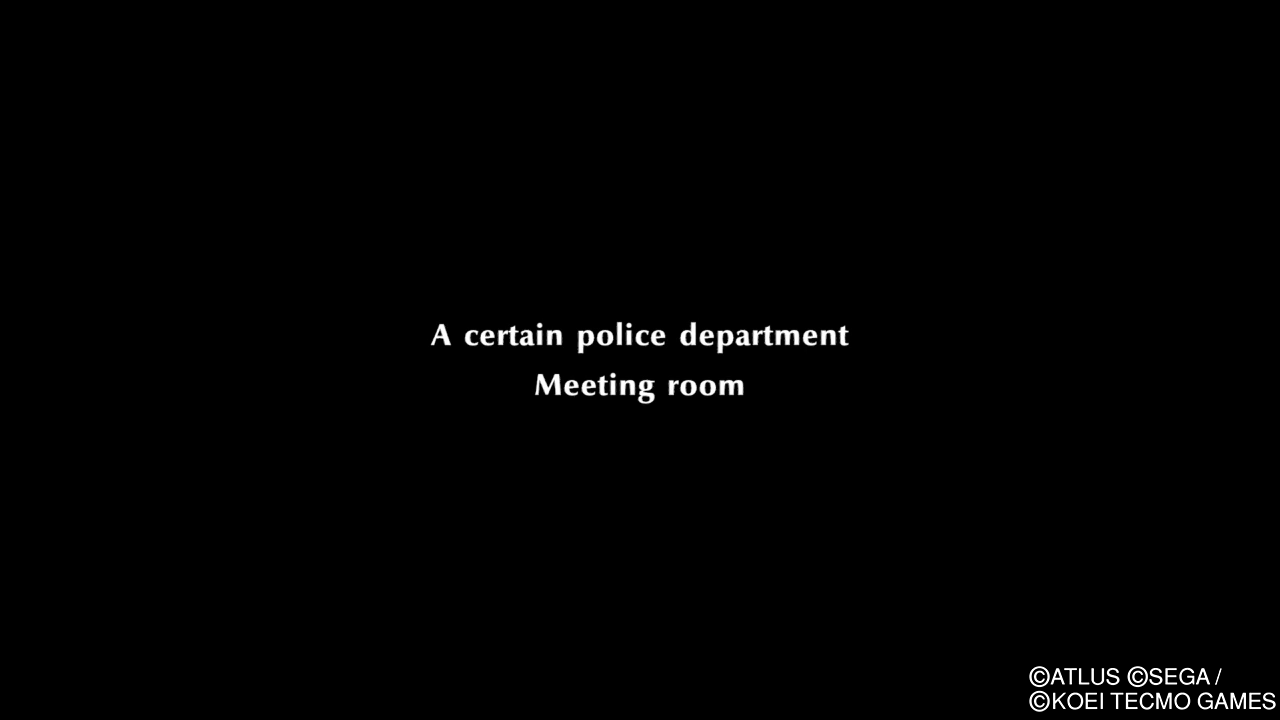 A certain police department
Meeting room
©ATLUS ©SEGA /
©KOEI TECMO GAMES